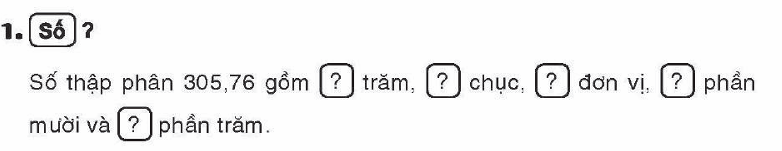 1. Số ?
Số thập phân 305,76 gồm ? trăm, ? chục, ? đơn vị, ? phần
mười và ? phần trăm.